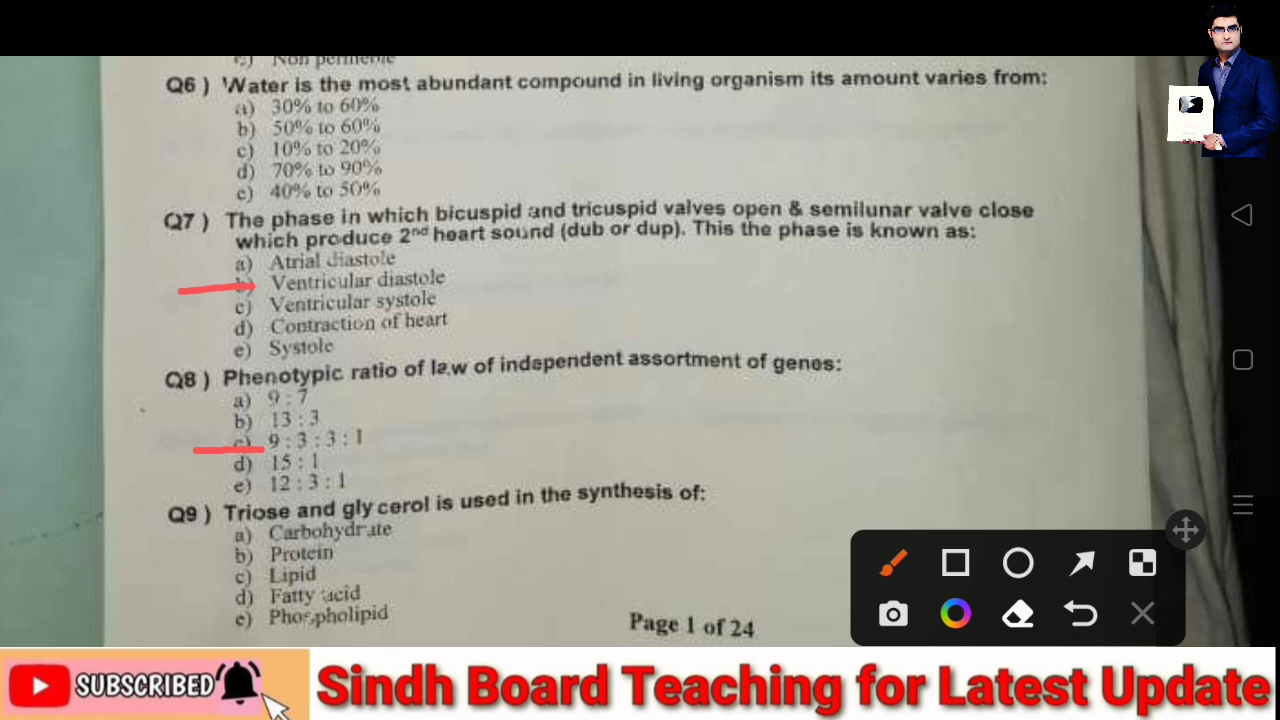 e) Non permeble
Q6 ) Water is the most abundant compound in living organism its amount varies from:
a) 30% to 60%
b) 50% to 60%
c) 10% to 20%
d) 70% to 90%
e) 40% to 50%
Q7 ) The phase in which bicuspid and tricuspid valves open & semilunar valve close
which produce 2nd heart sound (dub or dup). This the phase is known as:
a) Atrial diastole
b) Ventricular diastole
c) Ventricular systole
d) Contraction of heart
e) Systole
Q8 ) Phenotypic ratio of law of independent assortment of genes:
a) 9 : 7
b) 13 : 3
c) 9 : 3 : 3 : 1
d) 15 : 1
e) 12 : 3 : 1
Q9 ) Triose and glycerol is used in the synthesis of:
a) Carbohydrate
b) Protein
c) Lipid
d) Fatty acid
e) Phospholipid
Page 1 of 24
SUBSCRIBED
Sindh Board Teaching for Latest Update